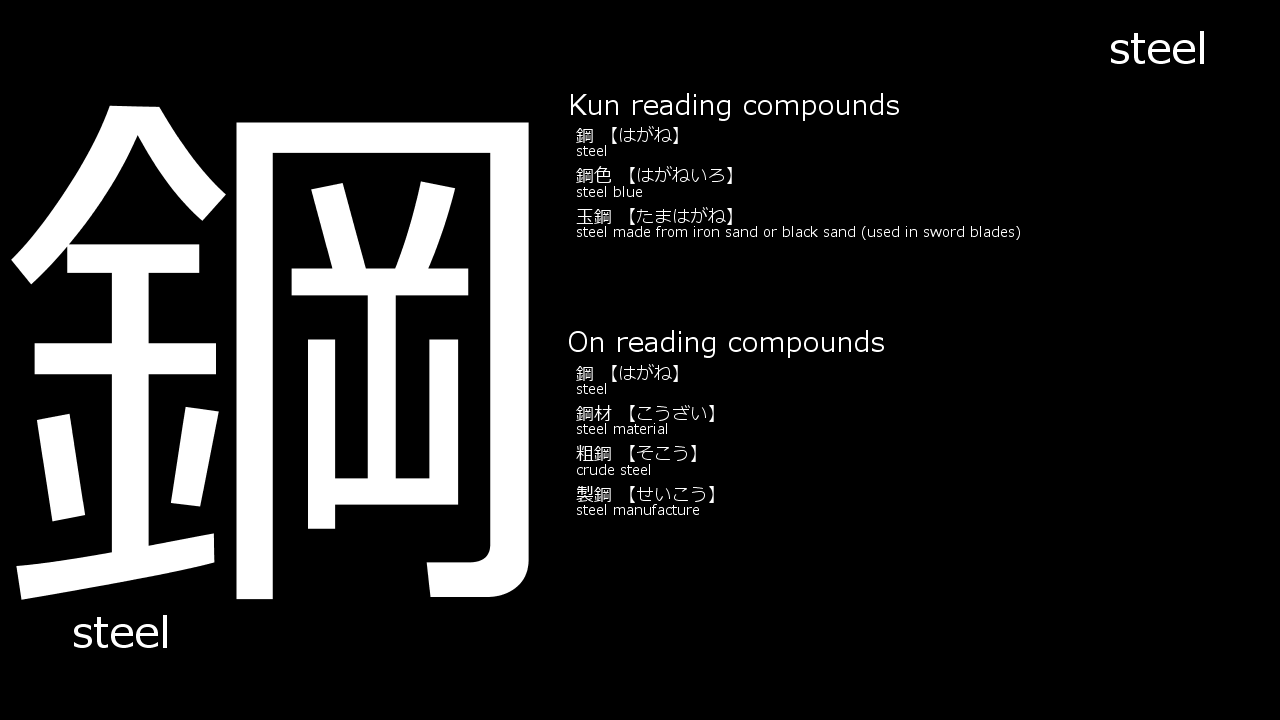 steel
鋼
steel
Kun reading compounds
鋼 【はがね】
steel
鋼色 【はがねいろ】
steel blue
玉鋼 【たまはがね】
steel made from iron sand or black sand (used in sword blades)
On reading compounds
鋼 【はがね】
steel
鋼材 【こうざい】
steel material
粗鋼 【そこう】
crude steel
製鋼 【せいこう】
steel manufacture